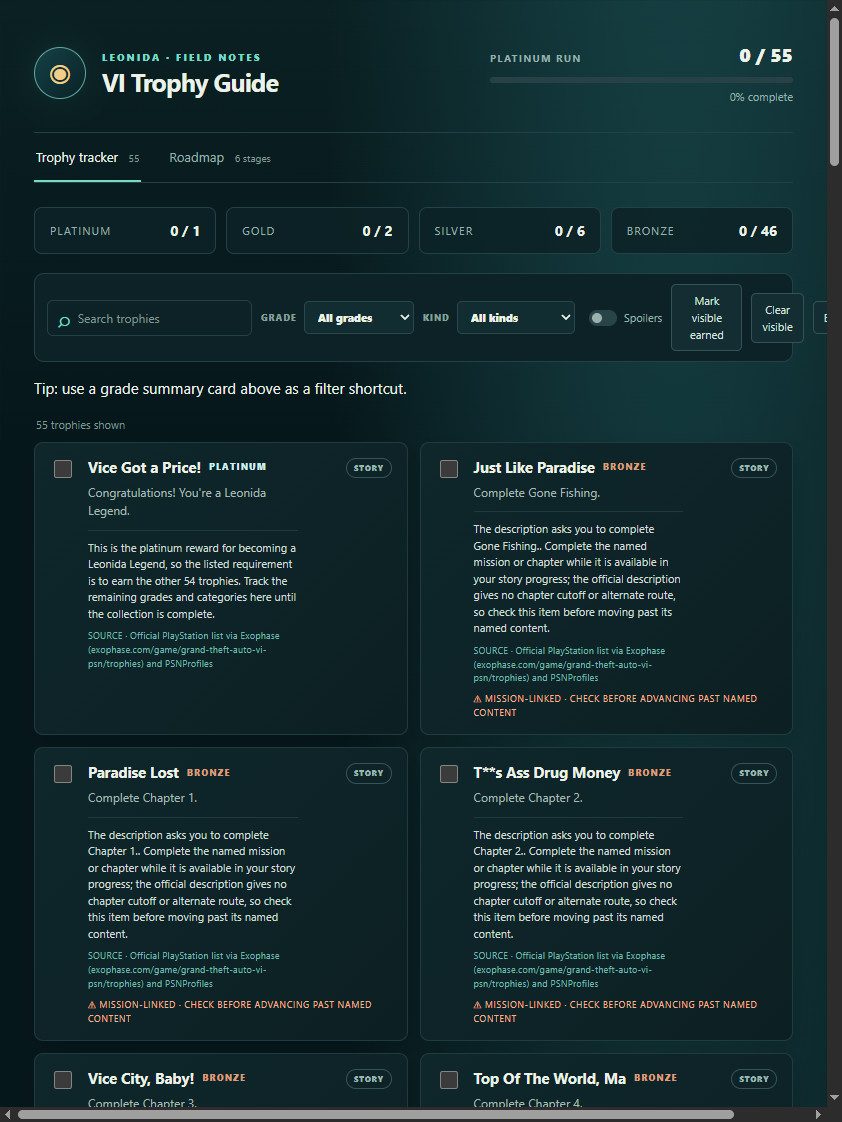 LEONIDA · FIELD NOTES
VI Trophy Guide
PLATINUM RUN
0 / 55
0% complete
Trophy tracker 55
Roadmap 6 stages
PLATINUM 0 / 1
GOLD 0 / 2
SILVER 0 / 6
BRONZE 0 / 46
Search trophies
GRADE
All grades
KIND
All kinds
Spoilers
Mark
visible
earned
Clear
visible
Tip: use a grade summary card above as a filter shortcut.
55 trophies shown
Vice Got a Price! PLATINUM
STORY
Congratulations! You're a Leonida
Legend.
This is the platinum reward for becoming a
Leonida Legend, so the listed requirement
is to earn the other 54 trophies. Track the
remaining grades and categories here until
the collection is complete.
SOURCE · Official PlayStation list via Exophase
(exophase.com/game/grand-theft-auto-vi-
psn/trophies) and PSNProfiles
Just Like Paradise BRONZE
STORY
Complete Gone Fishing.
The description asks you to complete
Gone Fishing.. Complete the named
mission or chapter while it is available in
your story progress; the official description
gives no chapter cutoff or alternate route,
so check this item before moving past its
named content.
SOURCE · Official PlayStation list via Exophase
(exophase.com/game/grand-theft-auto-vi-
psn/trophies) and PSNProfiles
⚠ MISSION-LINKED · CHECK BEFORE ADVANCING PAST NAMED
CONTENT
Paradise Lost BRONZE
STORY
Complete Chapter 1.
The description asks you to complete
Chapter 1.. Complete the named mission
or chapter while it is available in your story
progress; the official description gives no
chapter cutoff or alternate route, so check
this item before moving past its named
content.
SOURCE · Official PlayStation list via Exophase
(exophase.com/game/grand-theft-auto-vi-
psn/trophies) and PSNProfiles
⚠ MISSION-LINKED · CHECK BEFORE ADVANCING PAST NAMED
CONTENT
T**s Ass Drug Money BRONZE
STORY
Complete Chapter 2.
The description asks you to complete
Chapter 2.. Complete the named mission
or chapter while it is available in your story
progress; the official description gives no
chapter cutoff or alternate route, so check
this item before moving past its named
content.
SOURCE · Official PlayStation list via Exophase
(exophase.com/game/grand-theft-auto-vi-
psn/trophies) and PSNProfiles
⚠ MISSION-LINKED · CHECK BEFORE ADVANCING PAST NAMED
CONTENT
Vice City, Baby! BRONZE
STORY
Complete Chapter 3.
Top Of The World, Ma BRONZE
STORY
Complete Chapter 4.